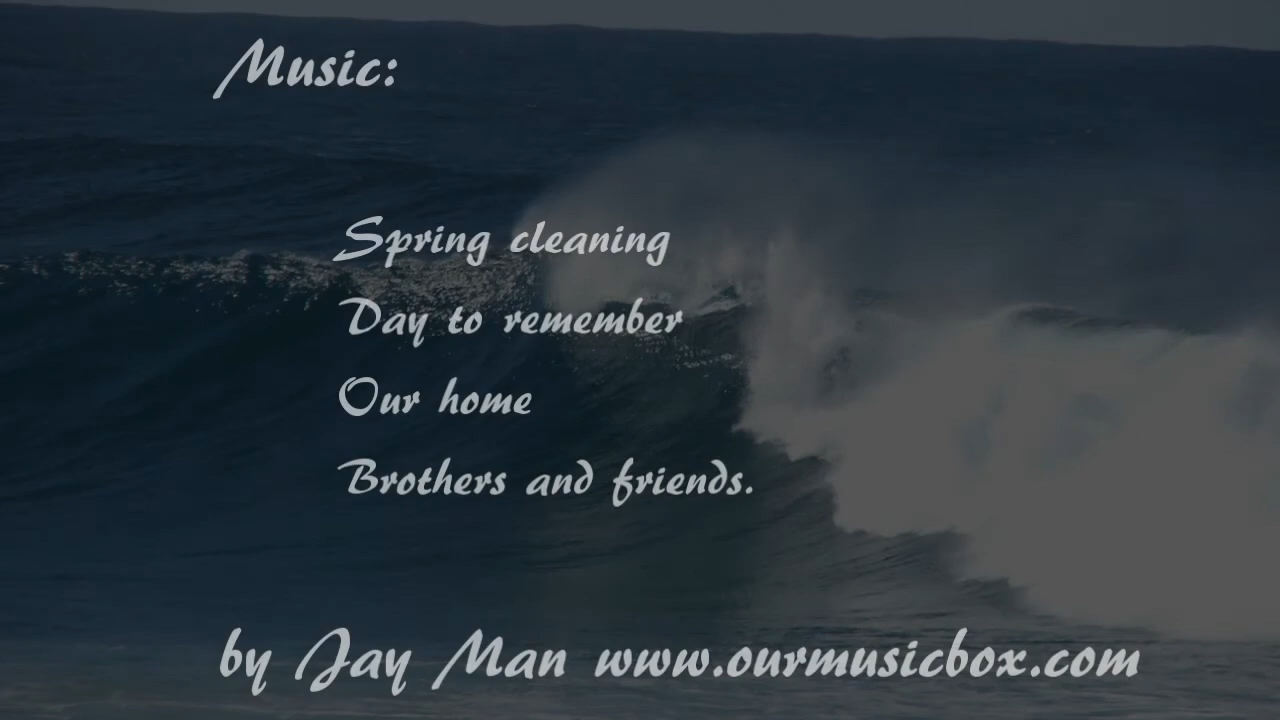 Music:
Spring cleaning
Day to remember
Our home
Brothers and friends.
by Jay Man www.ourmusicbox.com